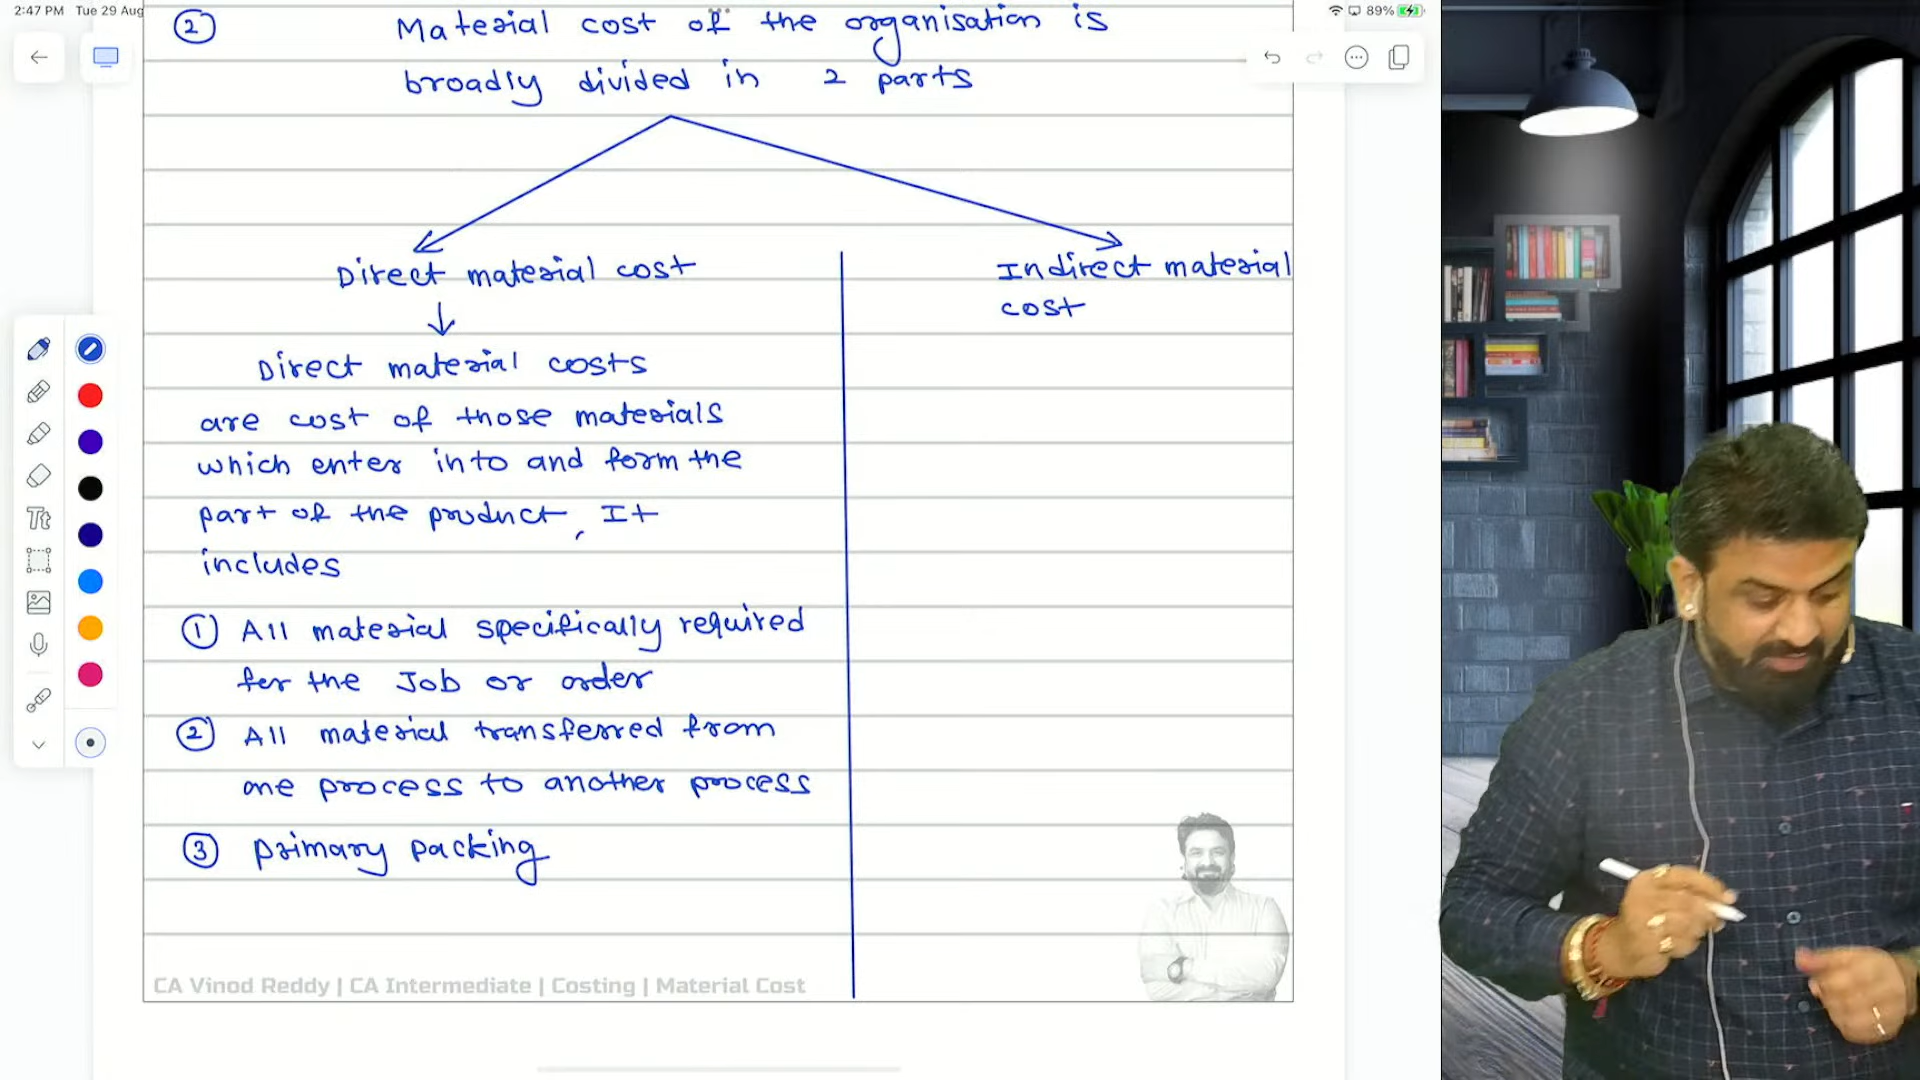 2:47 PM Tue 29 Aug
89%
② Material cost of the organisation is
broadly divided in 2 parts
Direct material cost
Indirect material
cost
Direct material costs
are cost of those materials
which enter into and form the
part of the product, It
includes
① All material specifically required
for the Job or order
② All material transferred from
one process to another process
③ primary packing
Tt
CA Vinod Reddy | CA Intermediate | Costing | Material Cost